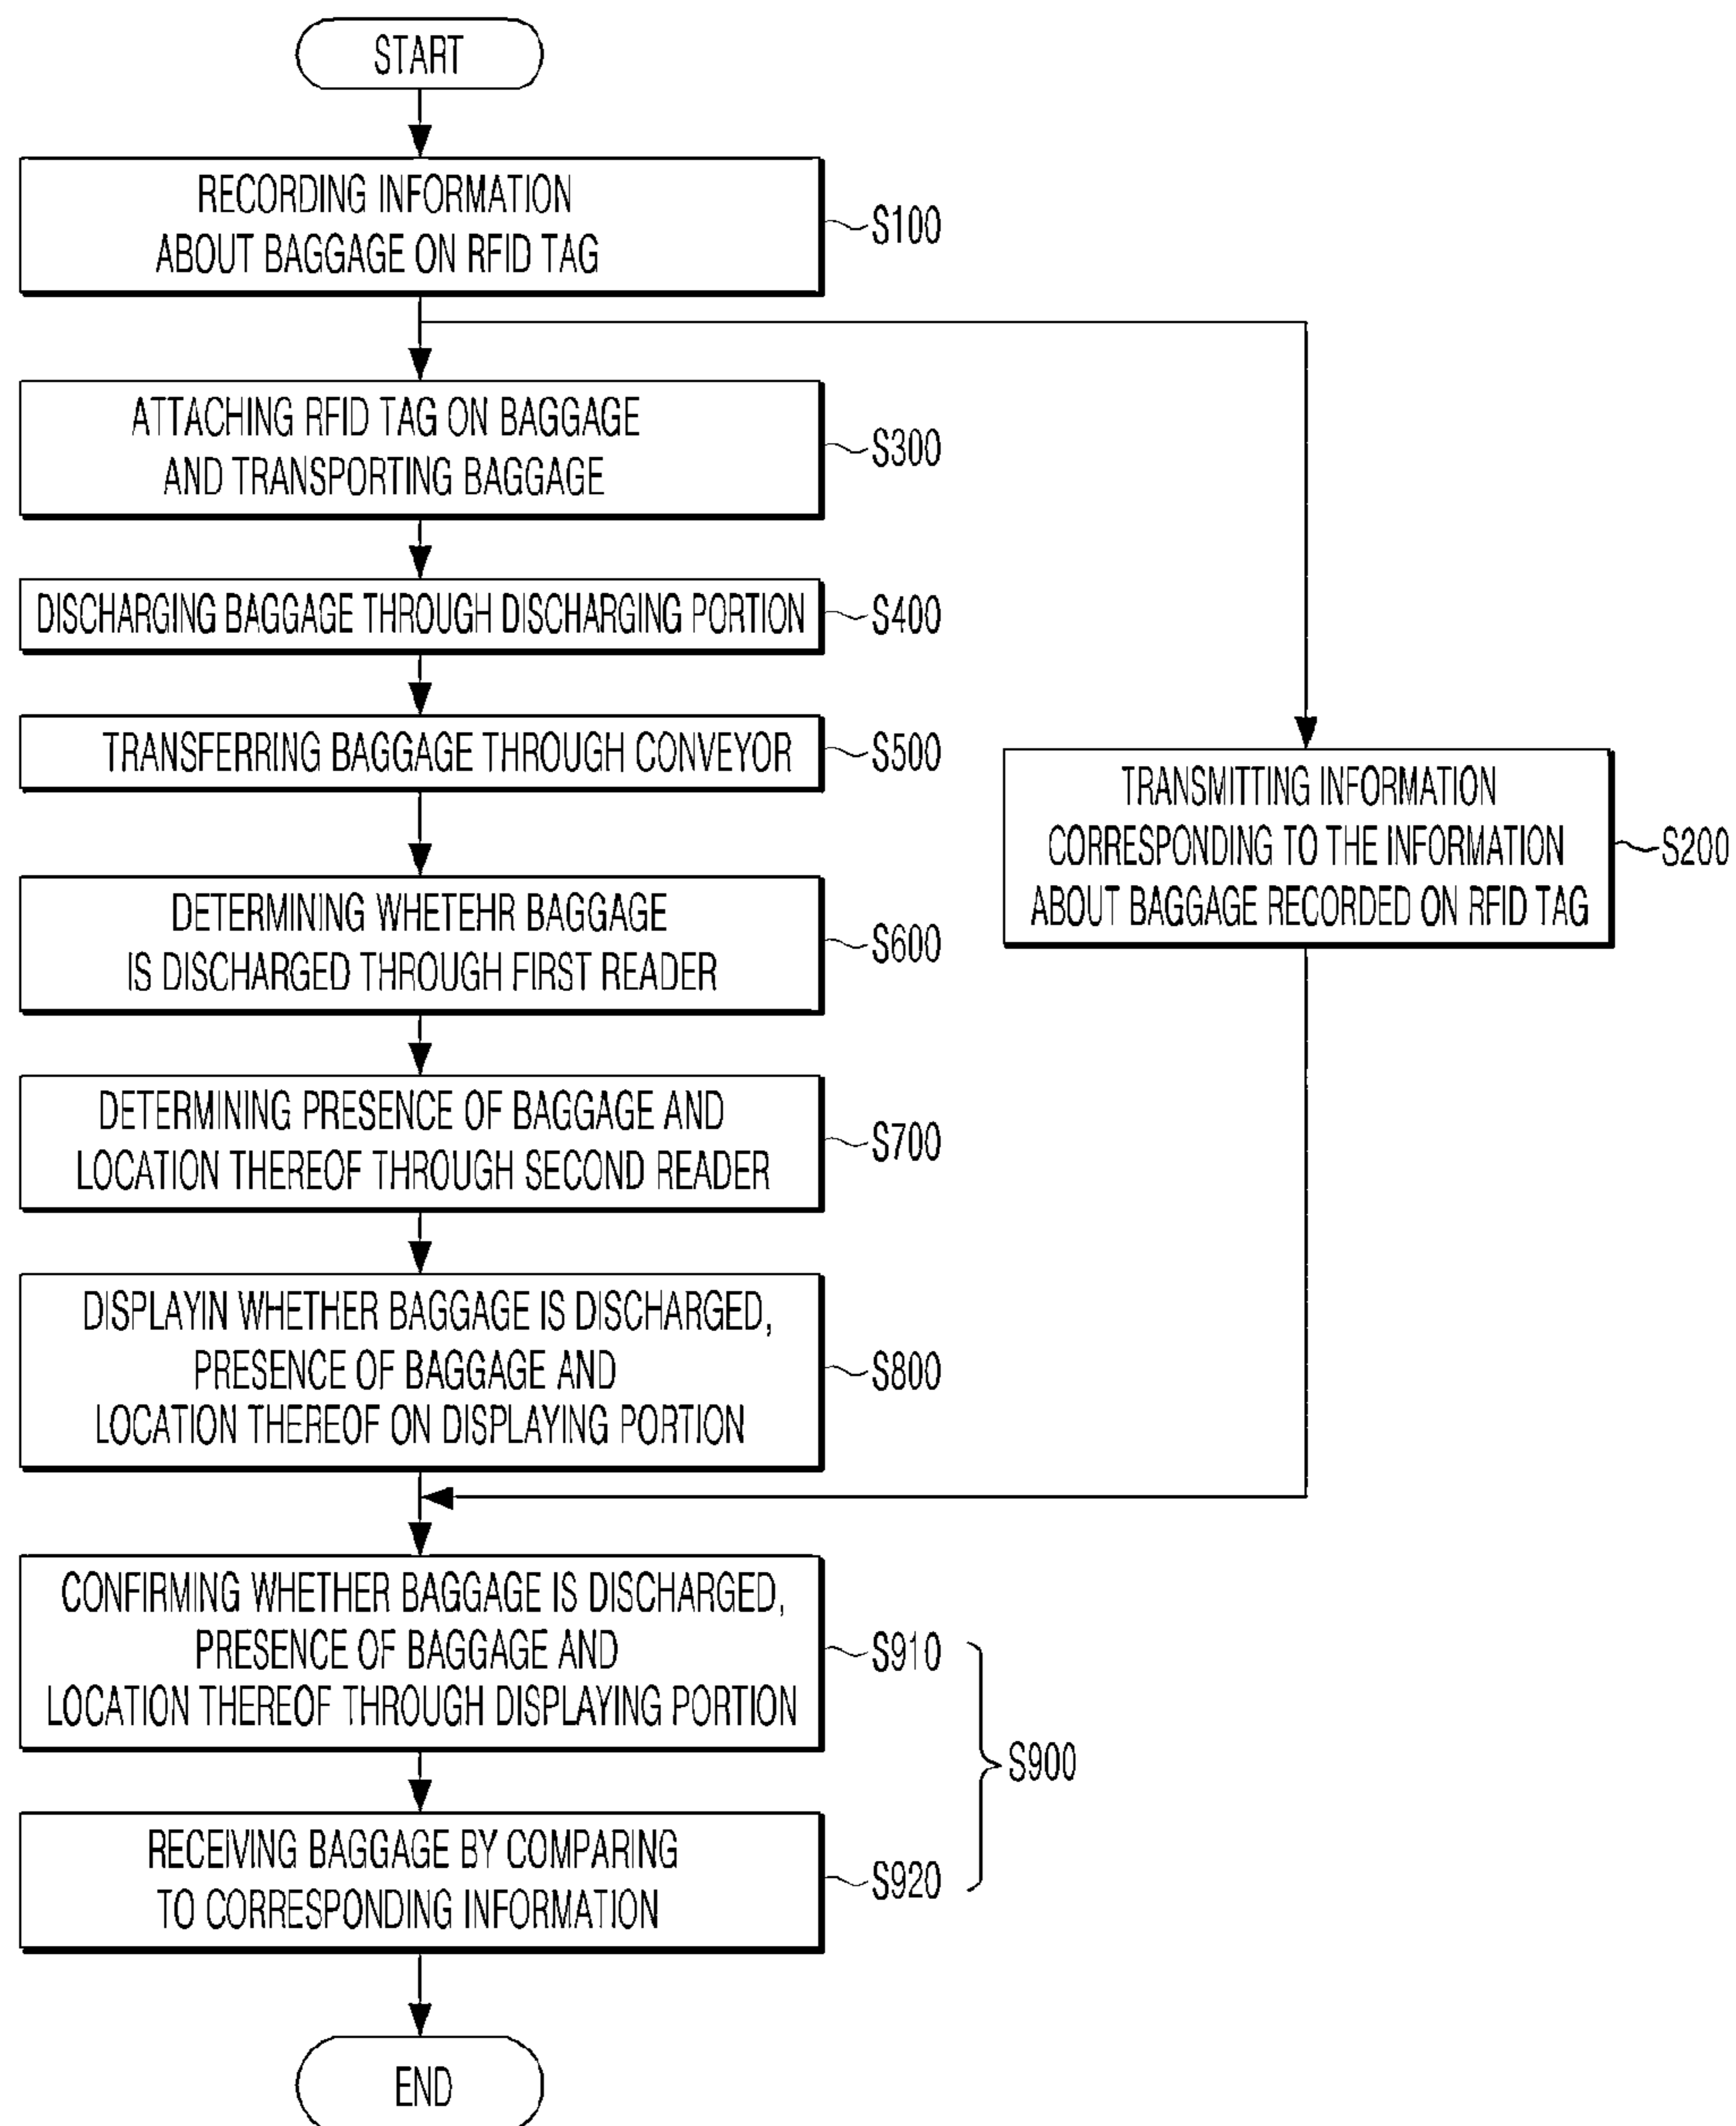 START
RECORDING INFORMATION
ABOUT BAGGAGE ON RFID TAG
S100
ATTACHING RFID TAG ON BAGGAGE
AND TRANSPORTING BAGGAGE
S300
DISCHARGING BAGGAGE THROUGH DISCHARGING PORTION
S400
TRANSFERRING BAGGAGE THROUGH CONVEYOR
S500
TRANSMITTING INFORMATION
CORRESPONDING TO THE INFORMATION
ABOUT BAGGAGE RECORDED ON RFID TAG
S200
DETERMINING WHETEHR BAGGAGE
IS DISCHARGED THROUGH FIRST READER
S600
DETERMINING PRESENCE OF BAGGAGE AND
LOCATION THEREOF THROUGH SECOND READER
S700
DISPLAYIN WHETHER BAGGAGE IS DISCHARGED,
PRESENCE OF BAGGAGE AND
LOCATION THEREOF ON DISPLAYING PORTION
S800
CONFIRMING WHETHER BAGGAGE IS DISCHARGED,
PRESENCE OF BAGGAGE AND
LOCATION THEREOF THROUGH DISPLAYING PORTION
S910
S900
RECEIVING BAGGAGE BY COMPARING
TO CORRESPONDING INFORMATION
S920
END